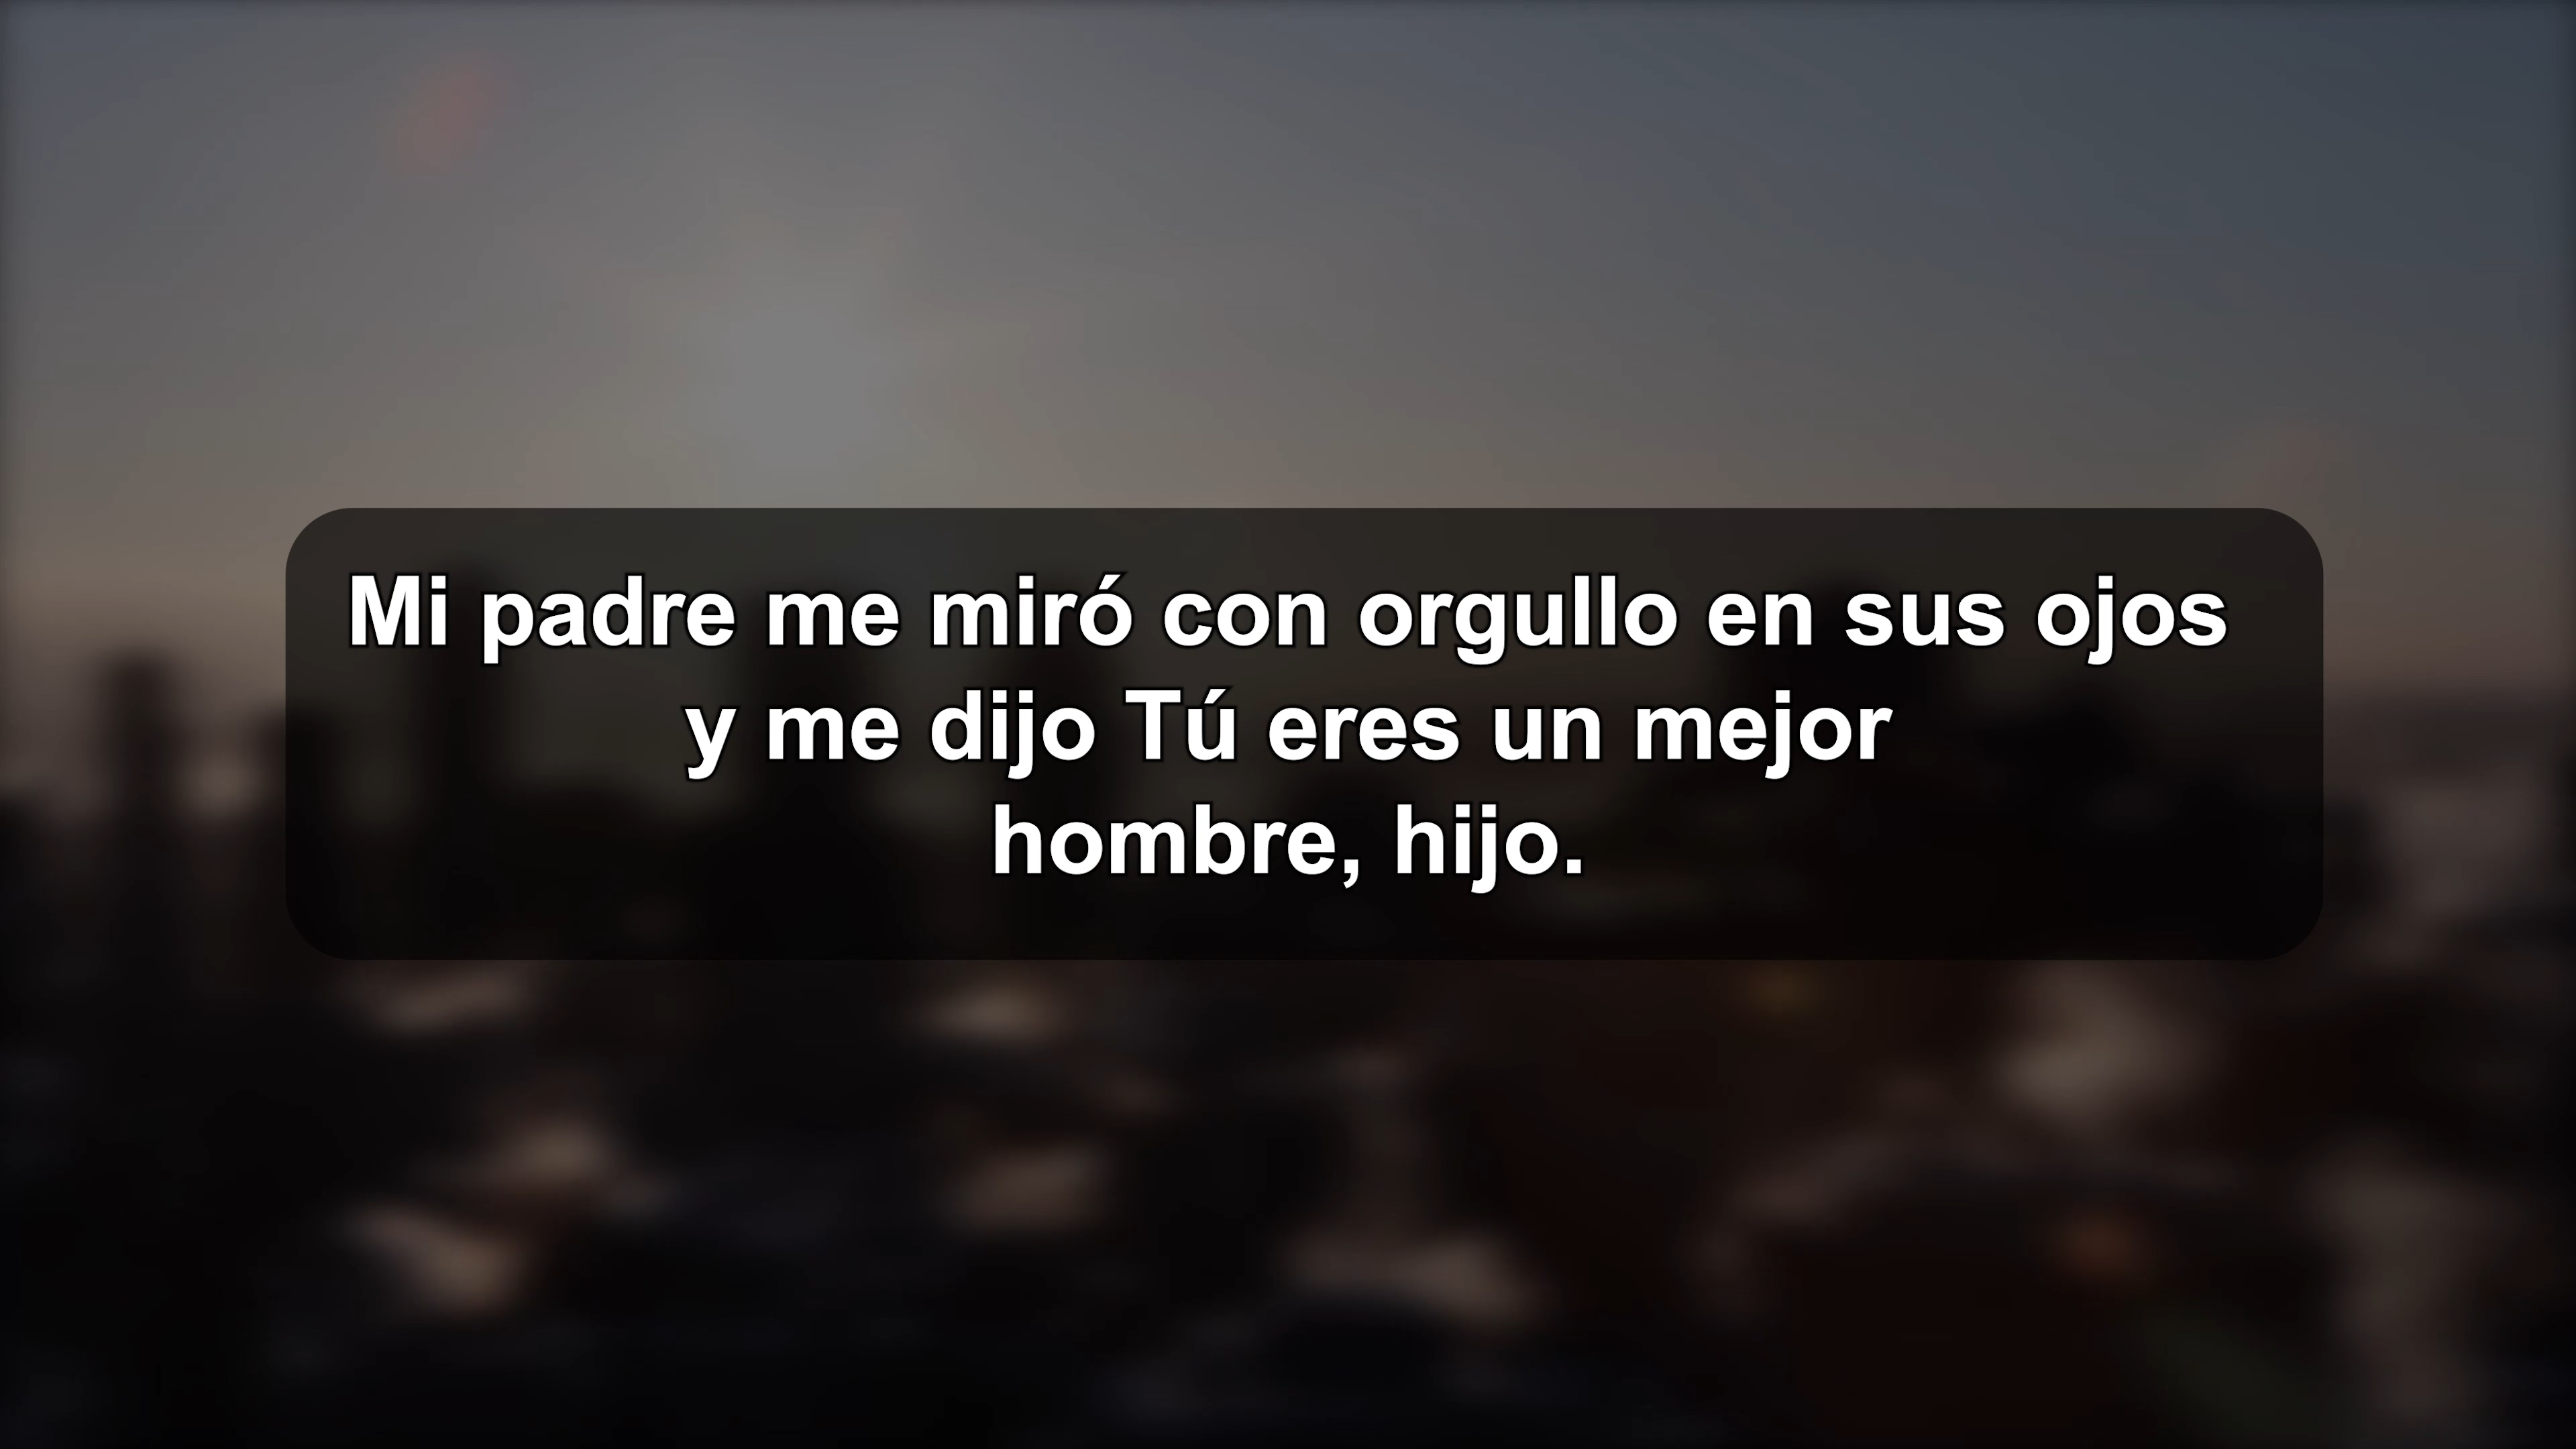 Mi padre me miró con orgullo en sus ojos
y me dijo Tú eres un mejor
hombre, hijo.